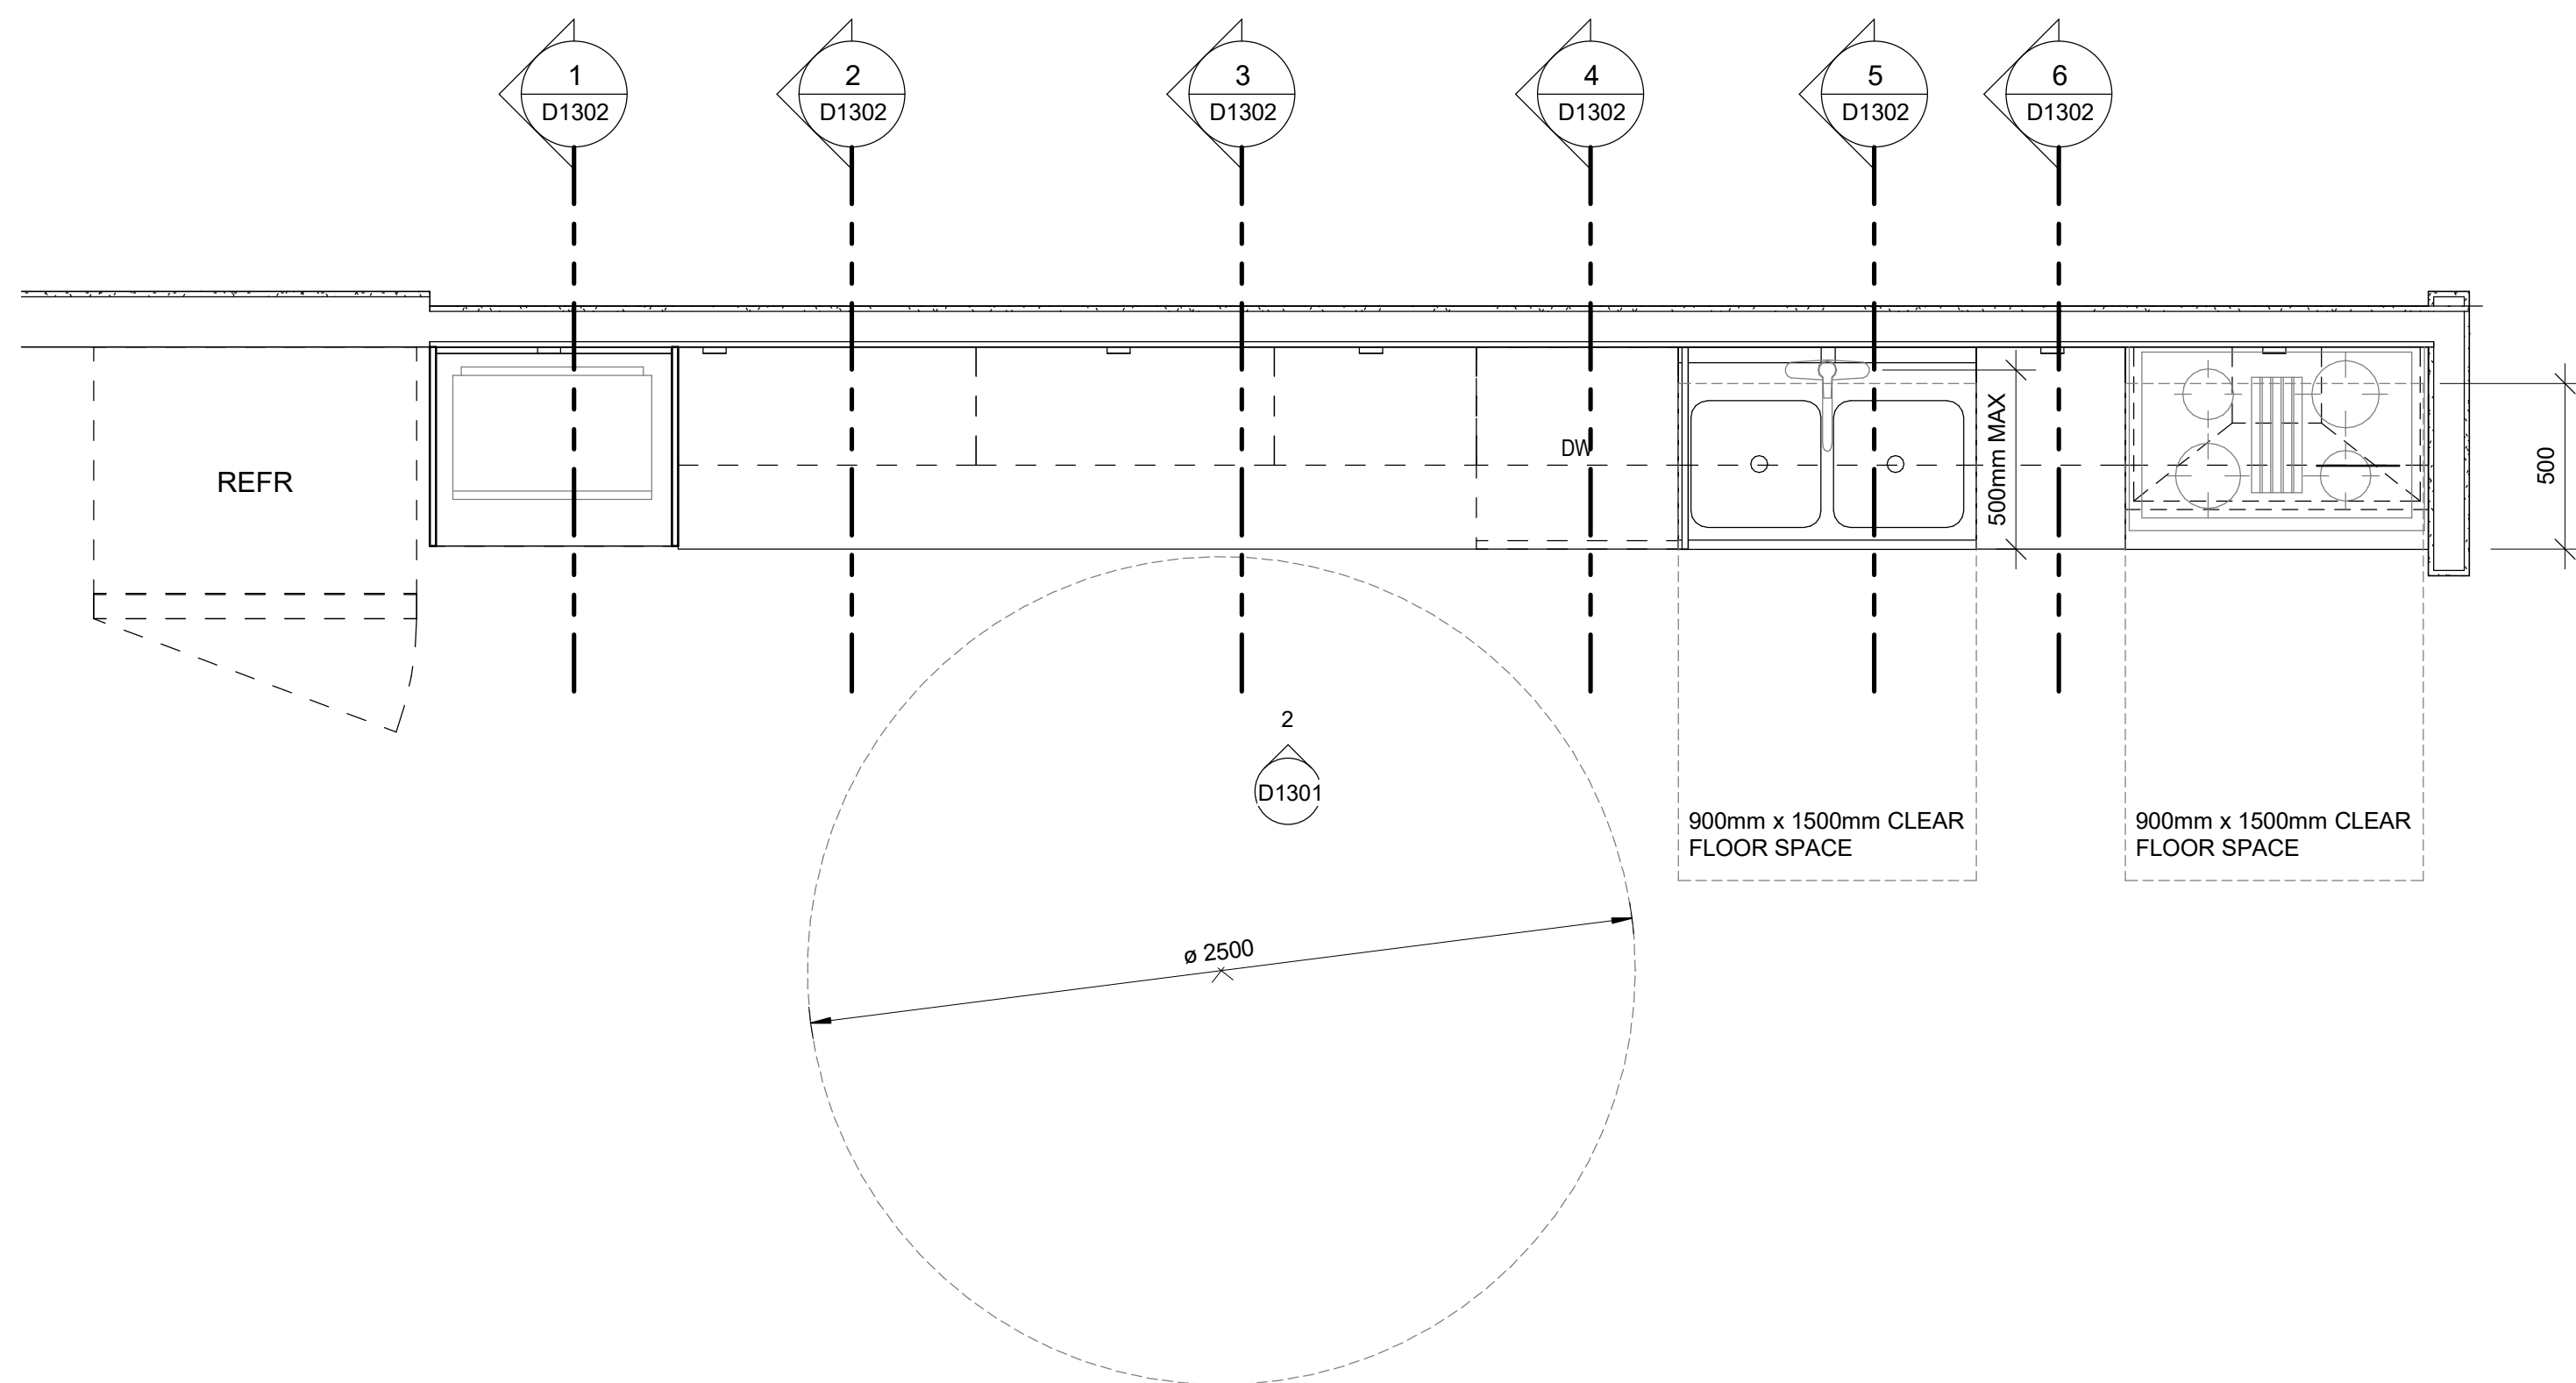 1
D1302
2
D1302
3
D1302
4
D1302
5
D1302
6
D1302
REFR
DW
500mm MAX
500
2
D1301
900mm x 1500mm CLEAR
FLOOR SPACE
900mm x 1500mm CLEAR
FLOOR SPACE
ø 2500